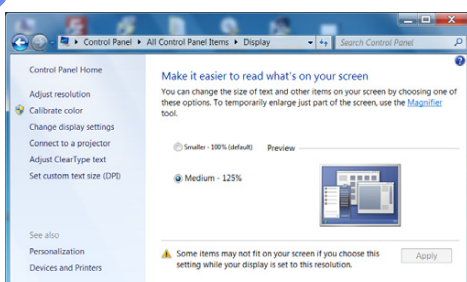 Control Panel ▸ All Control Panel Items ▸ Display
Search Control Panel
Control Panel Home
Adjust resolution
Calibrate color
Change display settings
Connect to a projector
Adjust ClearType text
Set custom text size (DPI)
See also
Personalization
Devices and Printers
Make it easier to read what's on your screen
You can change the size of text and other items on your screen by choosing one of
these options. To temporarily enlarge just part of the screen, use the Magnifier
tool.
Smaller - 100% (default)
Preview
Medium - 125%
Some items may not fit on your screen if you choose this
setting while your display is set to this resolution.
Apply